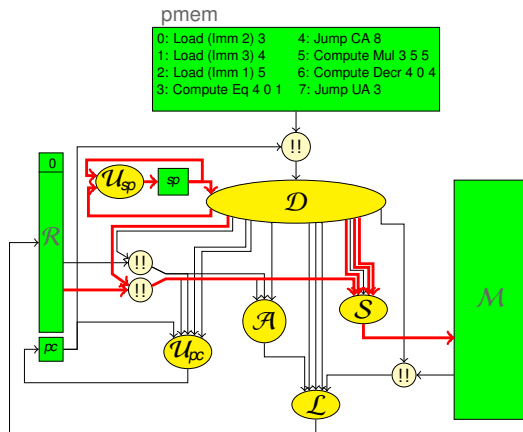 pmem
0: Load (Imm 2) 3 4: Jump CA 8
1: Load (Imm 3) 4 5: Compute Mul 3 5 5
2: Load (Imm 1) 5 6: Compute Decr 4 0 4
3: Compute Eq 4 0 1 7: Jump UA 3
!!
0
U_sp
sp
D
R
M
!!
!!
A
S
pc
U_pc
!!
L